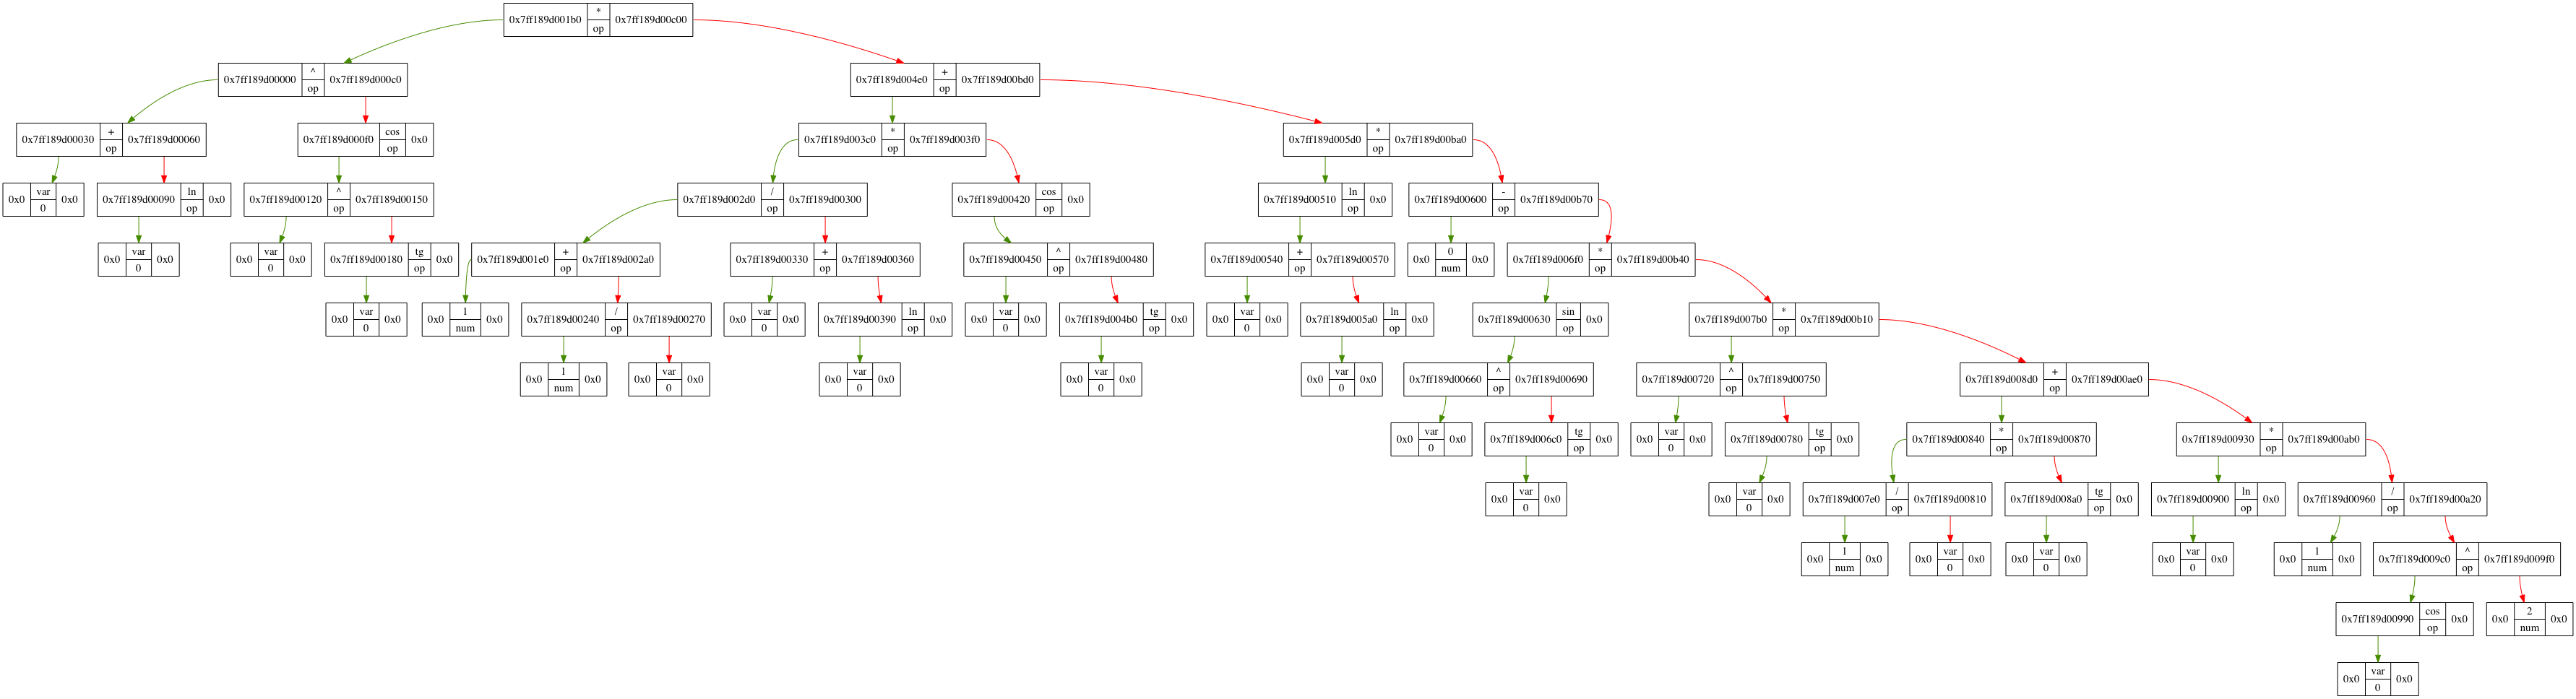 0x7ff189d001b0 * op 0x7ff189d00c00
0x7ff189d00000 ^ op 0x7ff189d000c0
0x7ff189d004e0 + op 0x7ff189d00bd0
0x7ff189d00030 + op 0x7ff189d00060
0x7ff189d000f0 cos op 0x0
0x7ff189d003c0 * op 0x7ff189d003f0
0x7ff189d005d0 * op 0x7ff189d00ba0
0x0 var 0 0x0
0x7ff189d00090 ln op 0x0
0x7ff189d00120 ^ op 0x7ff189d00150
0x7ff189d002d0 / op 0x7ff189d00300
0x7ff189d00420 cos op 0x0
0x7ff189d00510 ln op 0x0
0x7ff189d00600 - op 0x7ff189d00b70
0x0 var 0 0x0
0x0 var 0 0x0
0x7ff189d00180 tg op 0x0
0x7ff189d001e0 + op 0x7ff189d002a0
0x7ff189d00330 + op 0x7ff189d00360
0x7ff189d00450 ^ op 0x7ff189d00480
0x7ff189d00540 + op 0x7ff189d00570
0x0 0 num 0x0
0x7ff189d006f0 * op 0x7ff189d00b40
0x0 var 0 0x0
0x0 1 num 0x0
0x7ff189d00240 / op 0x7ff189d00270
0x0 var 0 0x0
0x7ff189d00390 ln op 0x0
0x0 var 0 0x0
0x7ff189d004b0 tg op 0x0
0x0 var 0 0x0
0x7ff189d005a0 ln op 0x0
0x7ff189d00630 sin op 0x0
0x7ff189d007b0 * op 0x7ff189d00b10
0x0 1 num 0x0
0x0 var 0 0x0
0x0 var 0 0x0
0x0 var 0 0x0
0x0 var 0 0x0
0x7ff189d00660 ^ op 0x7ff189d00690
0x7ff189d00720 ^ op 0x7ff189d00750
0x7ff189d008d0 + op 0x7ff189d00ae0
0x0 var 0 0x0
0x7ff189d006c0 tg op 0x0
0x0 var 0 0x0
0x7ff189d00780 tg op 0x0
0x7ff189d00840 * op 0x7ff189d00870
0x7ff189d00930 * op 0x7ff189d00ab0
0x0 var 0 0x0
0x0 var 0 0x0
0x7ff189d007e0 / op 0x7ff189d00810
0x7ff189d008a0 tg op 0x0
0x7ff189d00900 ln op 0x0
0x7ff189d00960 / op 0x7ff189d00a20
0x0 1 num 0x0
0x0 var 0 0x0
0x0 var 0 0x0
0x0 var 0 0x0
0x0 1 num 0x0
0x7ff189d009c0 ^ op 0x7ff189d009f0
0x7ff189d00990 cos op 0x0
0x0 2 num 0x0
0x0 var 0 0x0